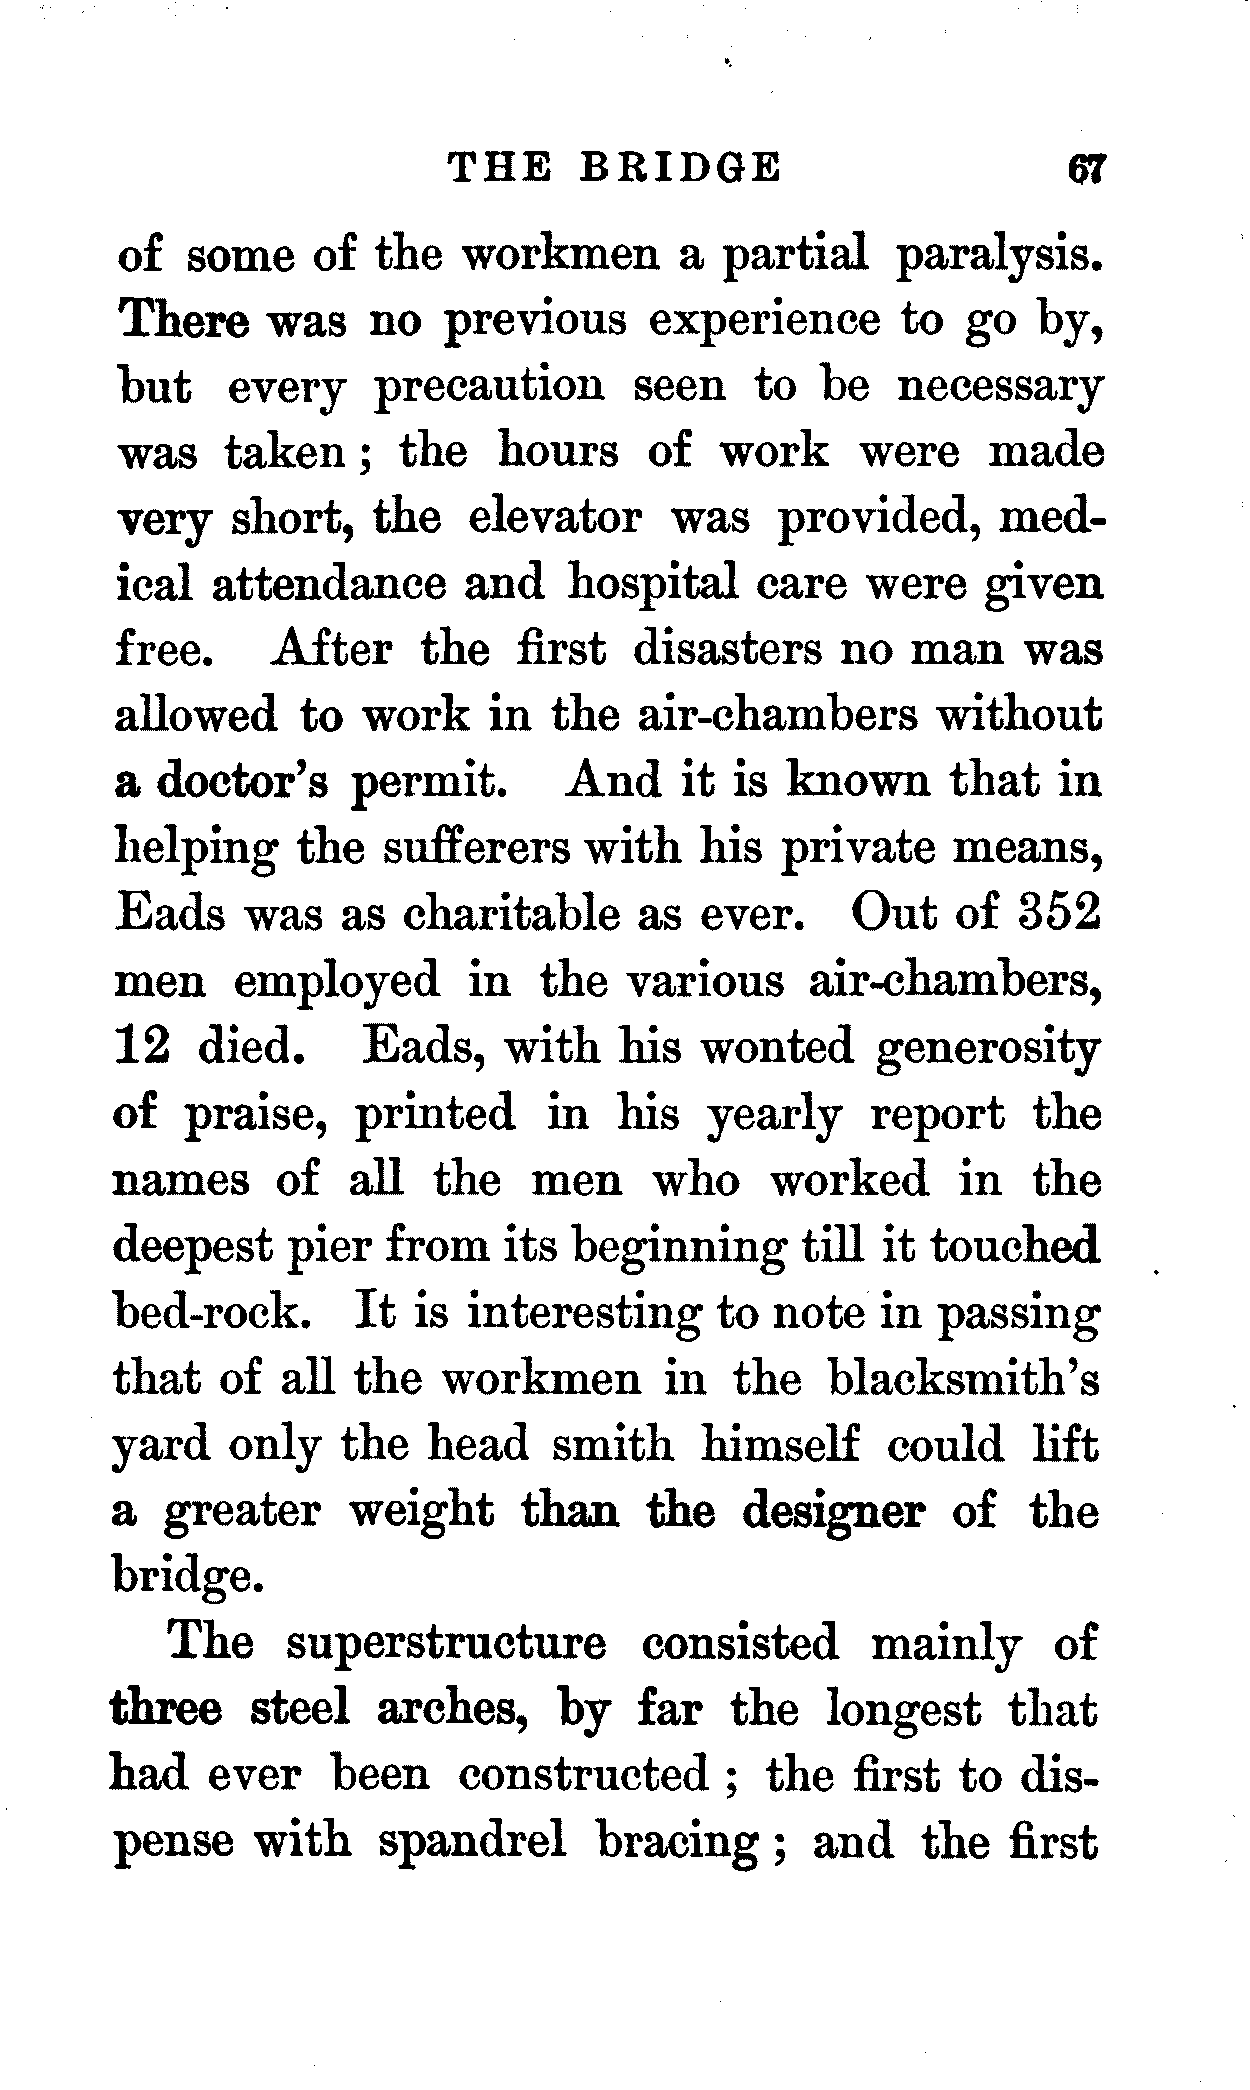 THE BRIDGE 67
of some of the workmen a partial paralysis.
There was no previous experience to go by,
but every precaution seen to be necessary
was taken ; the hours of work were made
very short, the elevator was provided, med-
ical attendance and hospital care were given
free. After the first disasters no man was
allowed to work in the air-chambers without
a doctor's permit. And it is known that in
helping the sufferers with his private means,
Eads was as charitable as ever. Out of 352
men employed in the various air-chambers,
12 died. Eads, with his wonted generosity
of praise, printed in his yearly report the
names of all the men who worked in the
deepest pier from its beginning till it touched
bed-rock. It is interesting to note in passing
that of all the workmen in the blacksmith's
yard only the head smith himself could lift
a greater weight than the designer of the
bridge.
The superstructure consisted mainly of
three steel arches, by far the longest that
had ever been constructed ; the first to dis-
pense with spandrel bracing ; and the first